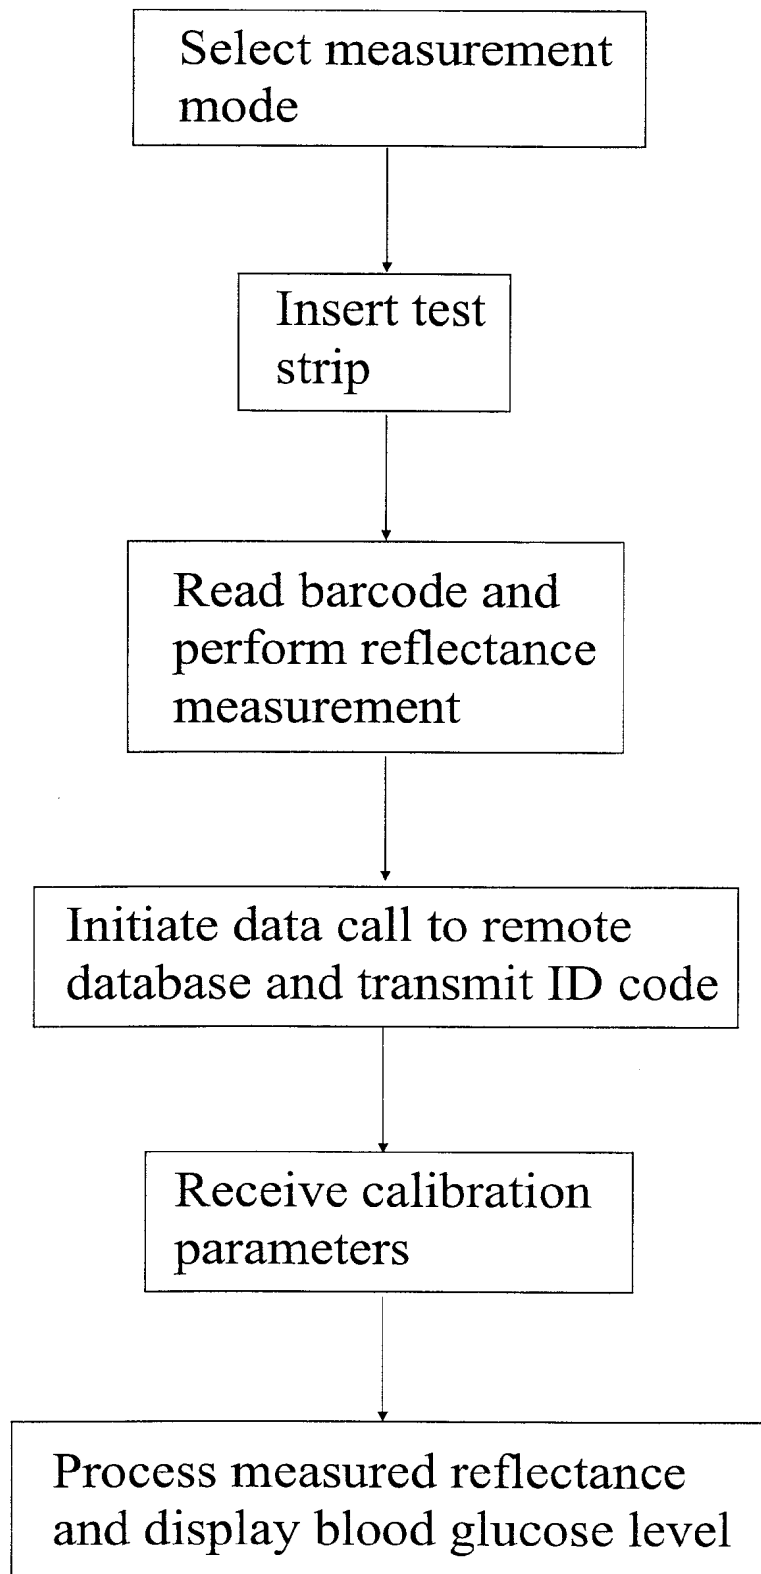 Select measurement
mode
Insert test
strip
Read barcode and
perform reflectance
measurement
Initiate data call to remote
database and transmit ID code
Receive calibration
parameters
Process measured reflectance
and display blood glucose level